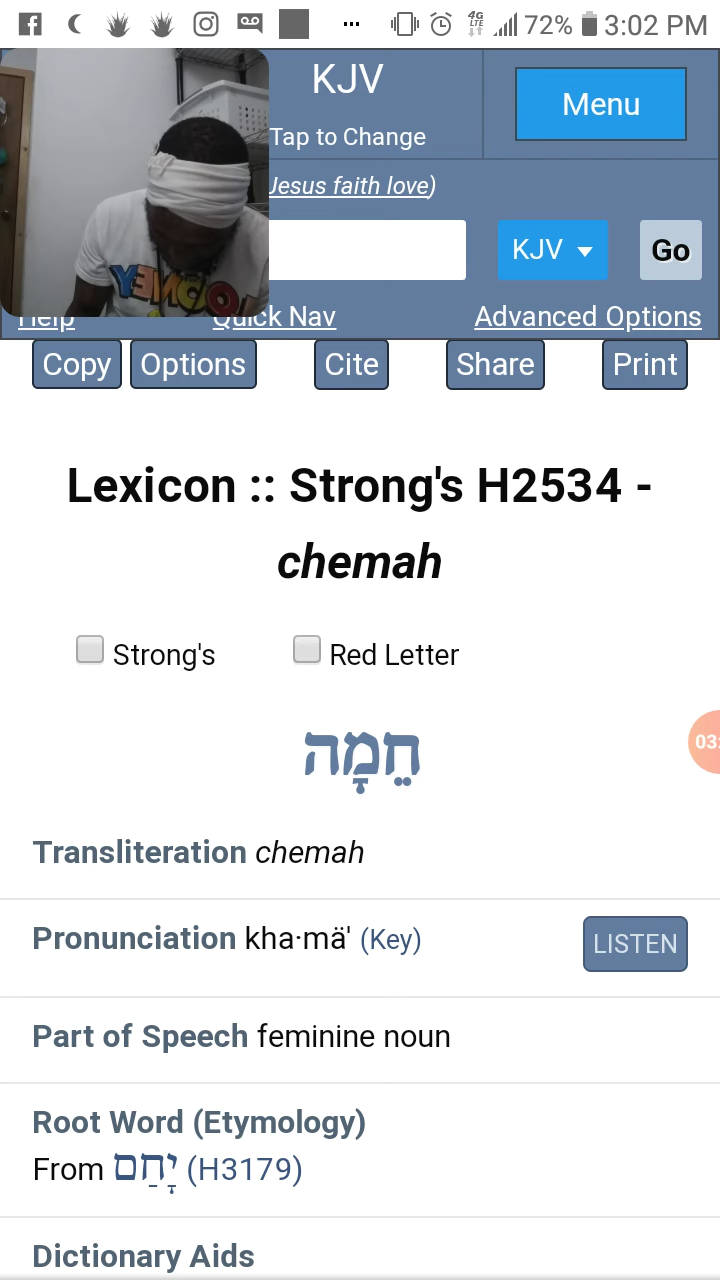 72% 3:02 PM
KJV
Menu
Tap to Change
Jesus faith love)
KJV Go
Help Quick Nav Advanced Options
Copy Options Cite Share Print
Lexicon :: Strong's H2534 -
chemah
Strong's Red Letter
חֵמָה
03:
Transliteration chemah
Pronunciation kha·mä' (Key) LISTEN
Part of Speech feminine noun
Root Word (Etymology)
From יָחַם (H3179)
Dictionary Aids